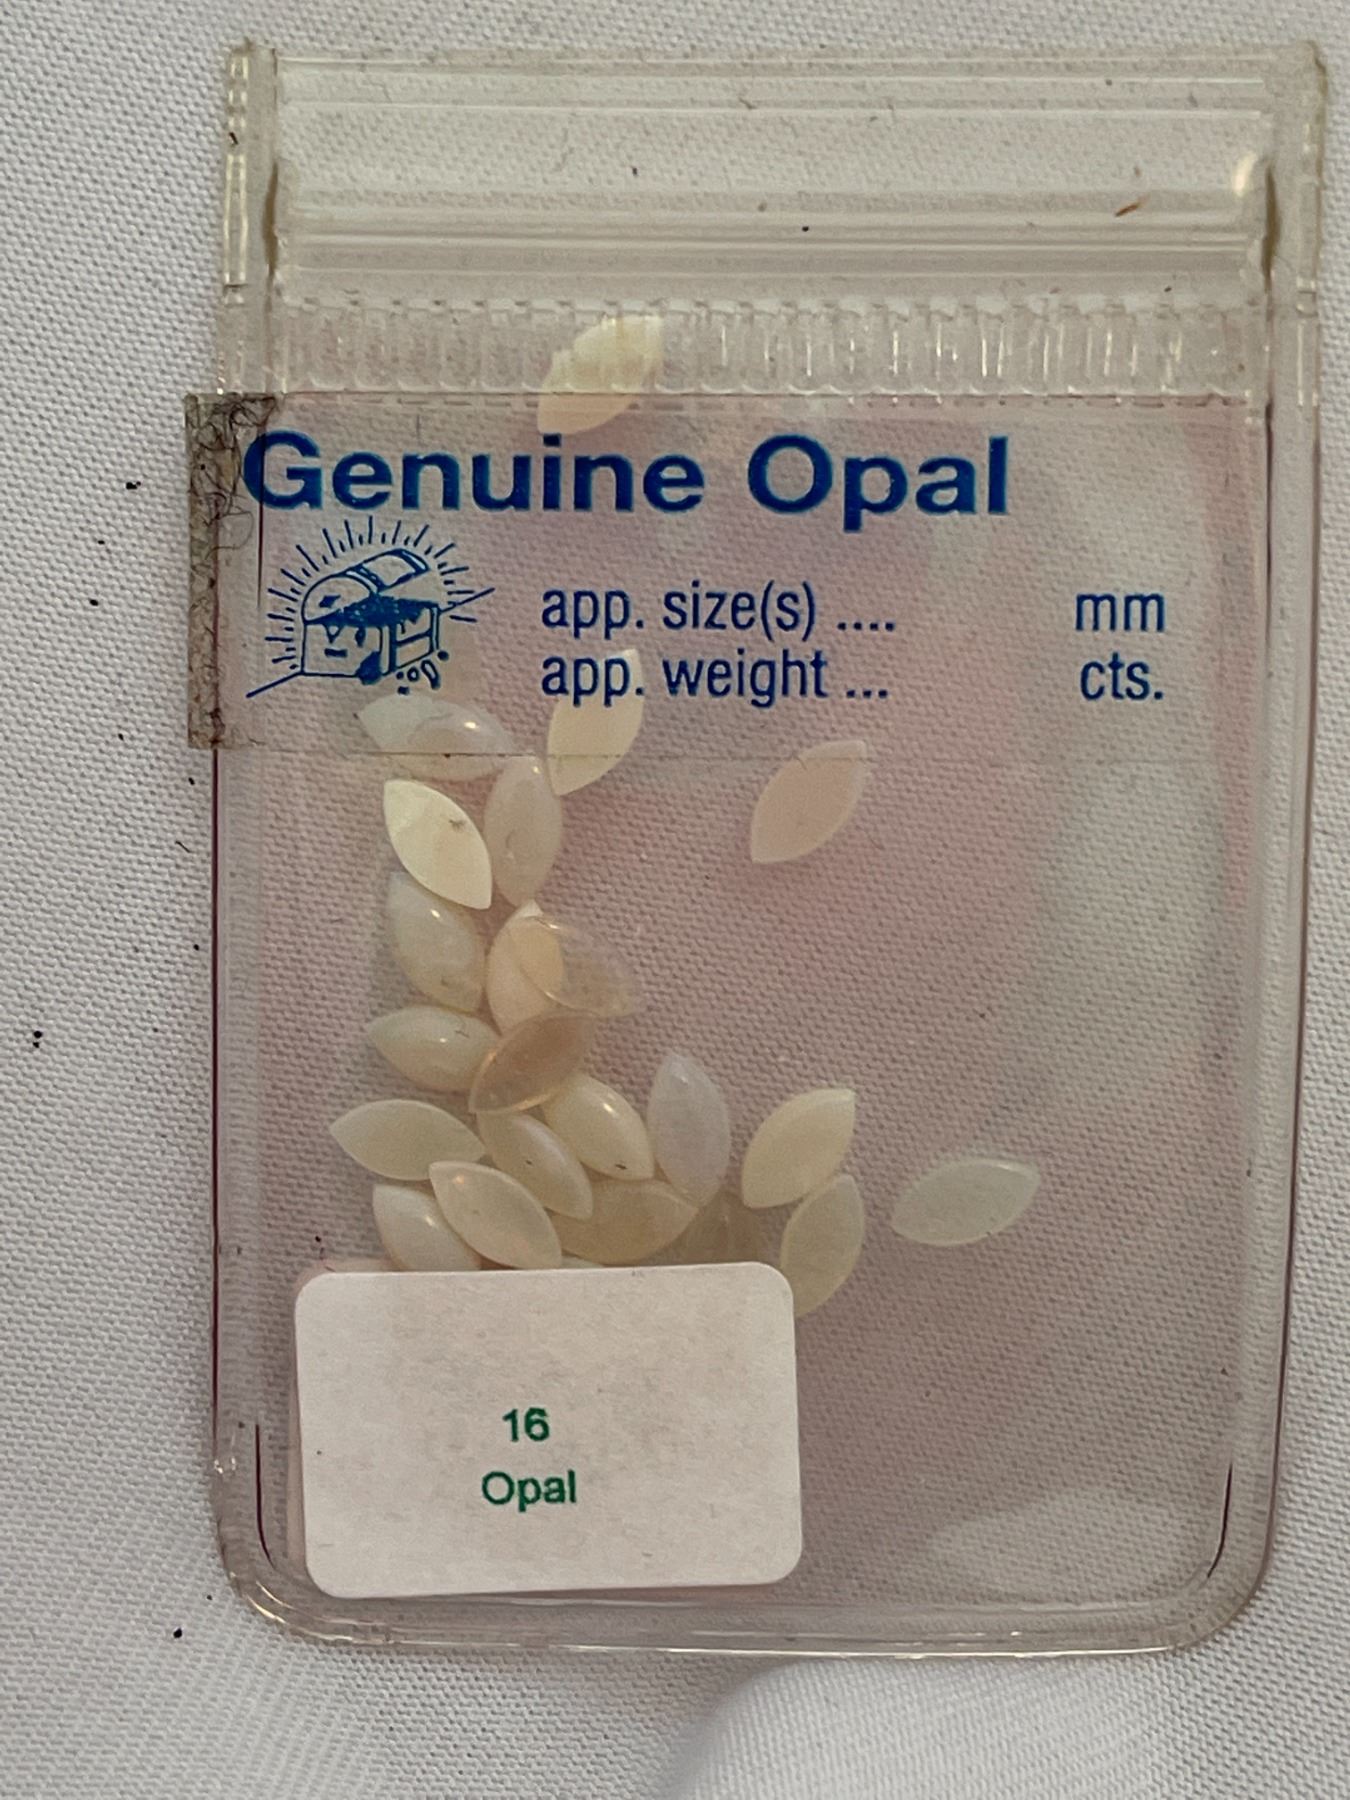 Genuine Opal
app. size(s) .... mm
app. weight ... cts.
16
Opal